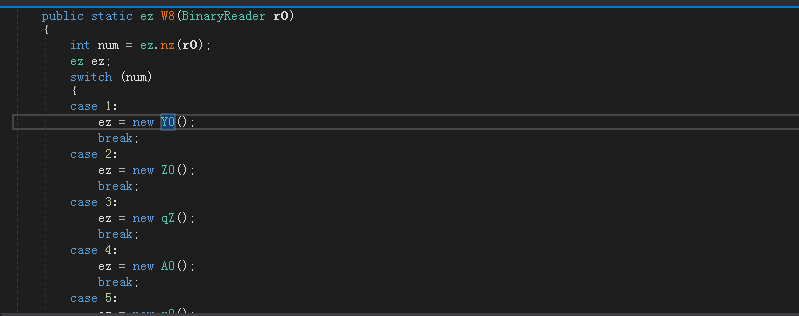 public static ez W8(BinaryReader r0)
{
int num = ez.nz(r0);
ez ez;
switch (num)
{
case 1:
ez = new Y0();
break;
case 2:
ez = new Z0();
break;
case 3:
ez = new qZ();
break;
case 4:
ez = new A0();
break;
case 5: